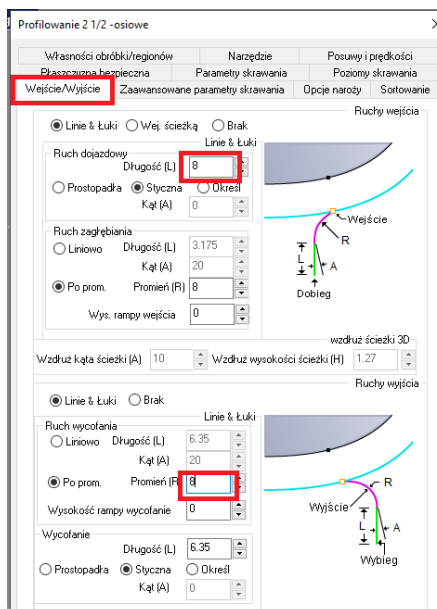 Profilowanie 2 1/2 -osiowe
Własności obróbki/regionów Narzędzie Posuwy i prędkości
Płaszczyzna bezpieczna Parametry skrawania Poziomy skrawania
Wejście/Wyjście Zaawansowane parametry skrawania Opcje naroży Sortowanie
Ruchy wejścia
Linie & Łuki Wej. ścieżką Brak
Linie & Łuki
Ruch dojazdowy
Długość (L) 8
Prostopadła Styczna Określ
Kąt (A) 0
Ruch zagłębiania
Liniowo Długość (L) 3.175
Kąt (A) 20
Po prom. Promień (R) 8
Wys. rampy wejścia 0
Wejście
R
L
A
Dobieg
wzdłuż ścieżki 3D
Wzdłuż kąta ścieżki (A) 10 Wzdłuż wysokości ścieżki (H) 1.27
Ruchy wyjścia
Linie & Łuki Brak
Linie & Łuki
Ruch wycofania
Liniowo Długość (L) 6.35
Kąt (A) 20
Po prom. Promień (R 8
Wysokość rampy wycofanie 0
Wycofanie
Długość (L) 6.35
Prostopadła Styczna Określ
Kąt (A) 0
R
Wyjście
L
A
Wybieg